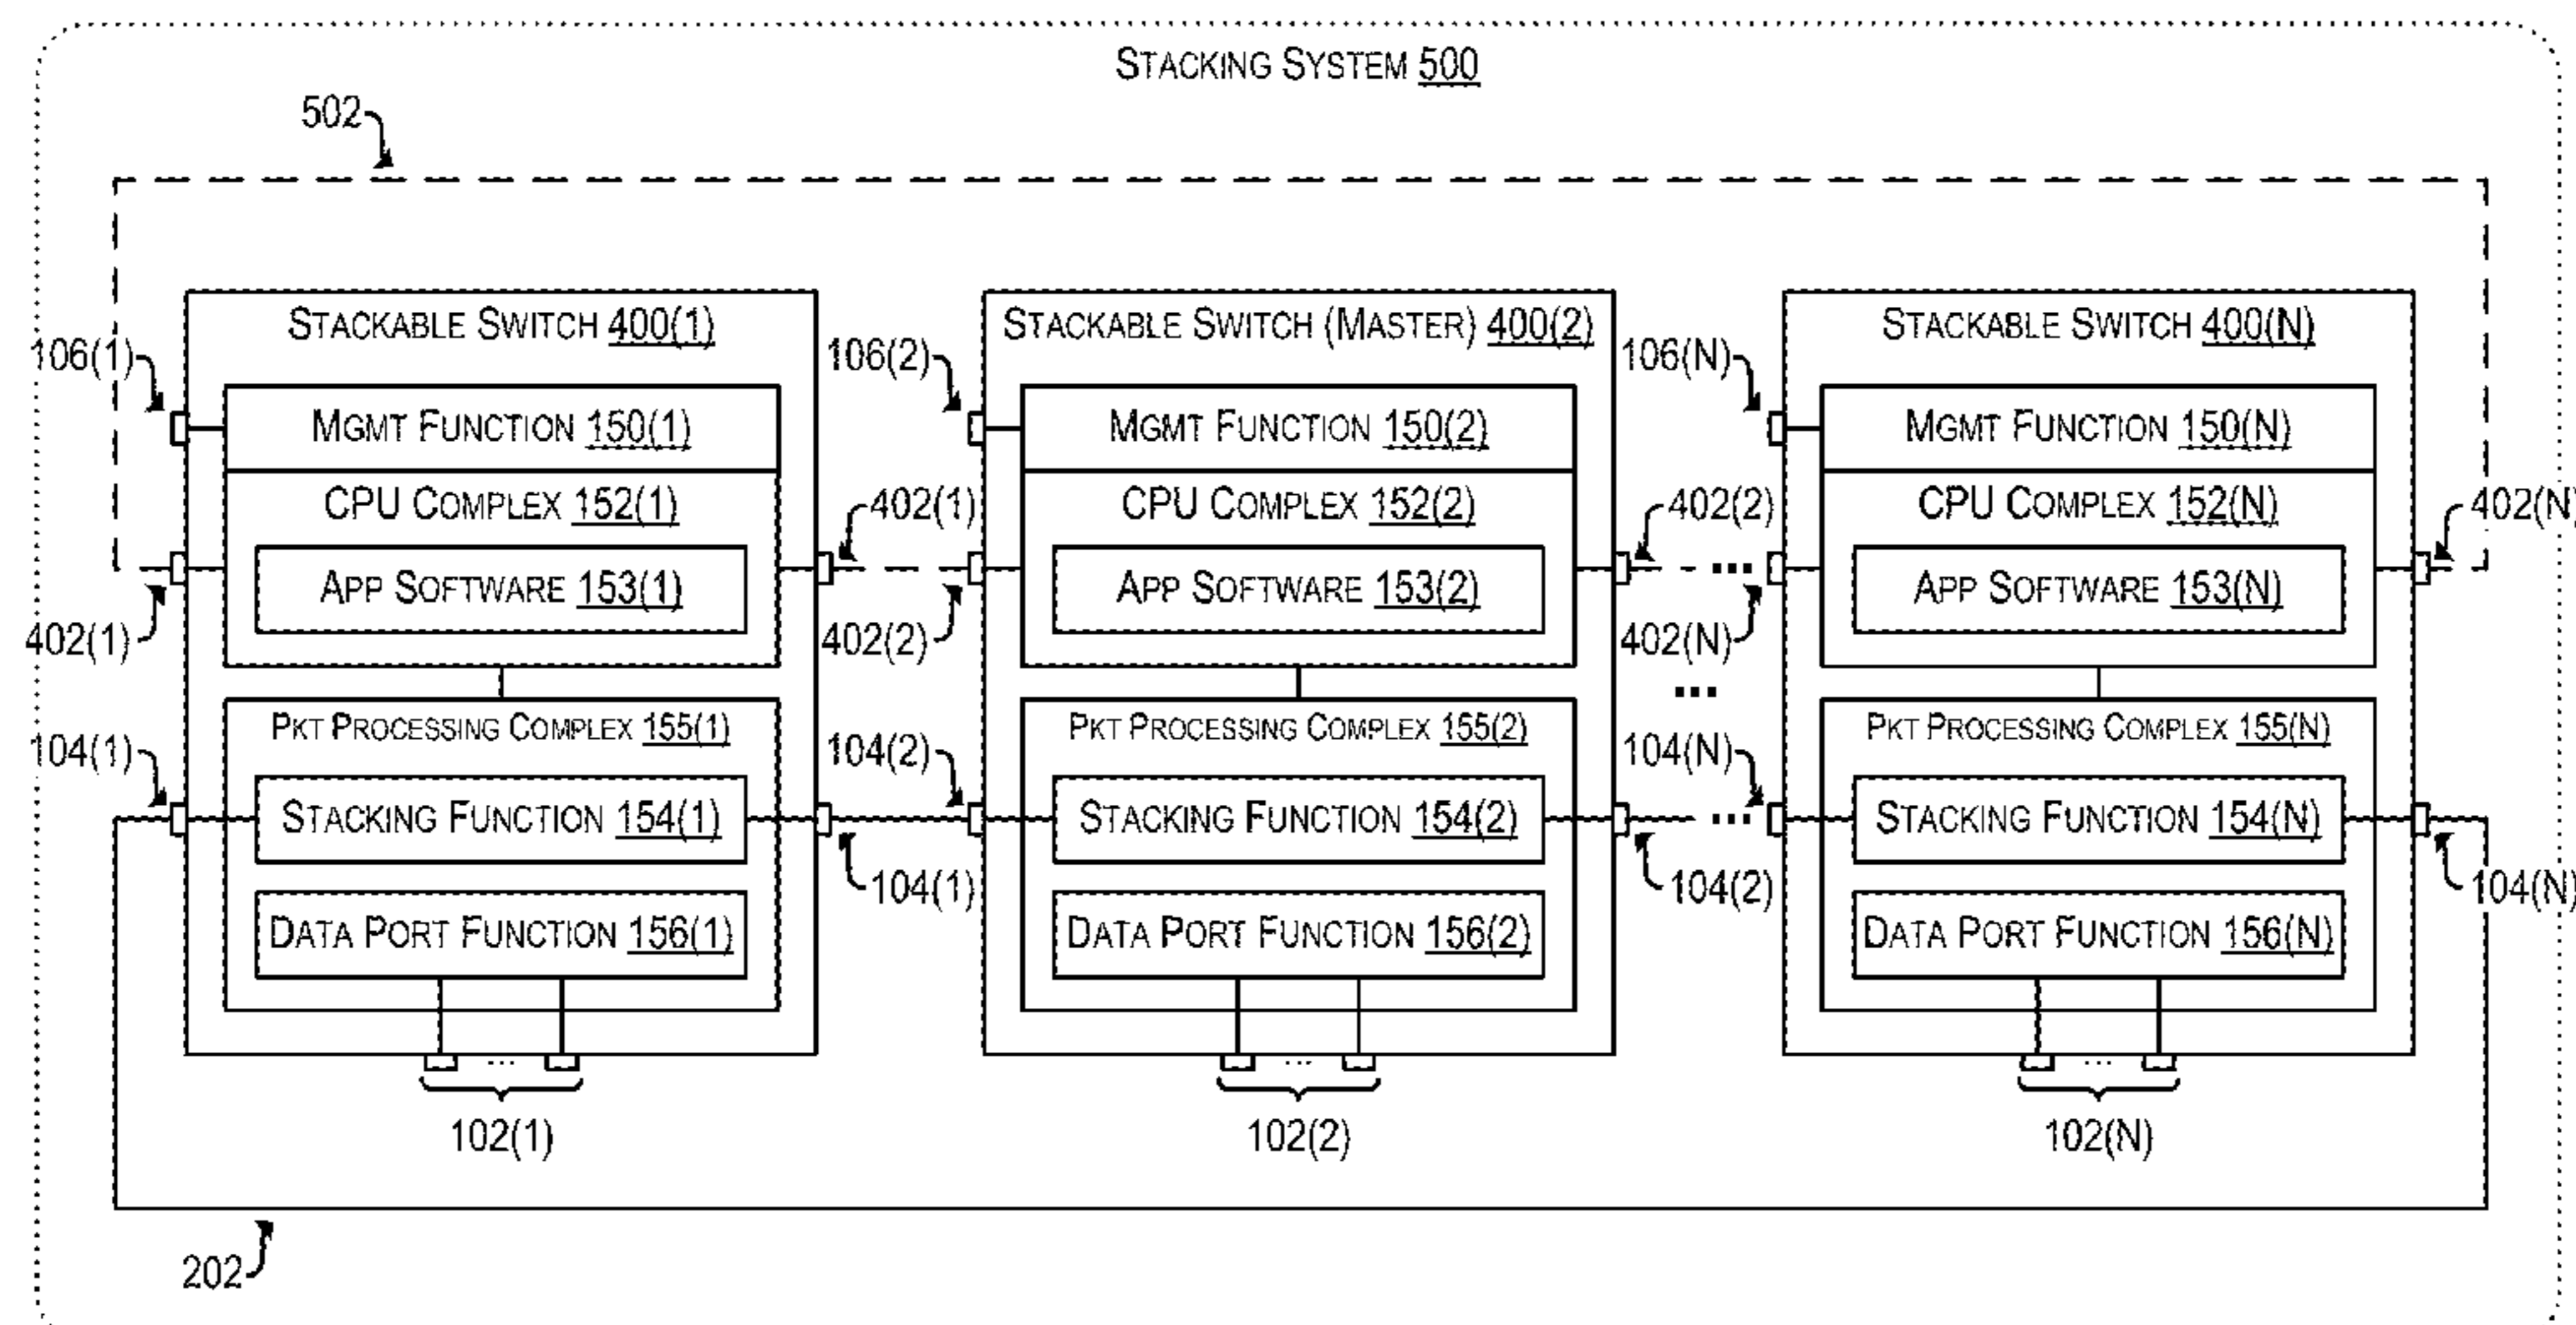 STACKING SYSTEM 500
502
STACKABLE SWITCH 400(1)
STACKABLE SWITCH (MASTER) 400(2)
STACKABLE SWITCH 400(N)
106(1)
106(2)
106(N)
MGMT FUNCTION 150(1)
MGMT FUNCTION 150(2)
MGMT FUNCTION 150(N)
CPU COMPLEX 152(1)
402(1)
CPU COMPLEX 152(2)
402(2)
CPU COMPLEX 152(N)
402(N)
APP SOFTWARE 153(1)
APP SOFTWARE 153(2)
...
APP SOFTWARE 153(N)
402(1)
402(2)
402(N)
...
PKT PROCESSING COMPLEX 155(1)
PKT PROCESSING COMPLEX 155(2)
PKT PROCESSING COMPLEX 155(N)
104(1)
104(2)
104(N)
STACKING FUNCTION 154(1)
STACKING FUNCTION 154(2)
...
STACKING FUNCTION 154(N)
104(1)
104(2)
104(N)
DATA PORT FUNCTION 156(1)
DATA PORT FUNCTION 156(2)
DATA PORT FUNCTION 156(N)
...
...
...
102(1)
102(2)
102(N)
202